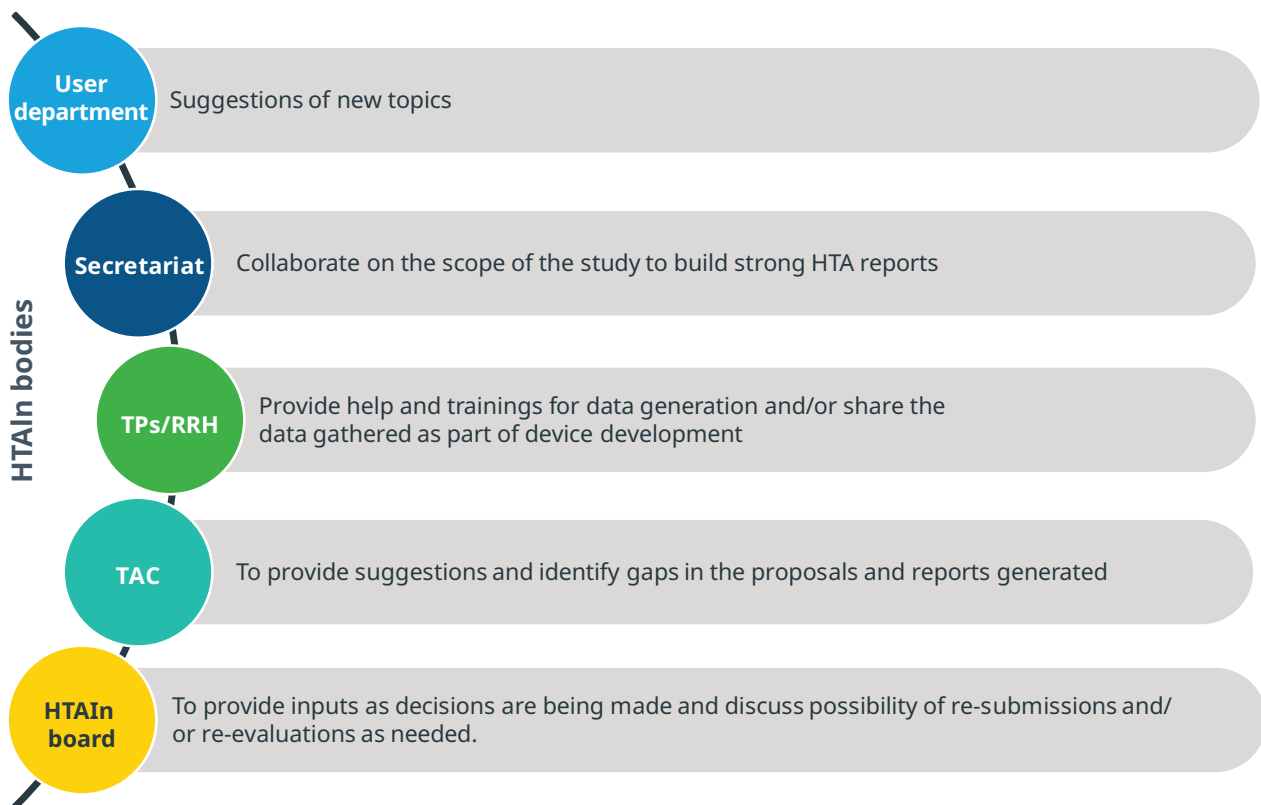 HTAIn bodies
User
department
Suggestions of new topics
Secretariat
Collaborate on the scope of the study to build strong HTA reports
TPs/RRH
Provide help and trainings for data generation and/or share the
data gathered as part of device development
TAC
To provide suggestions and identify gaps in the proposals and reports generated
HTAIn
board
To provide inputs as decisions are being made and discuss possibility of re-submissions and/
or re-evaluations as needed.